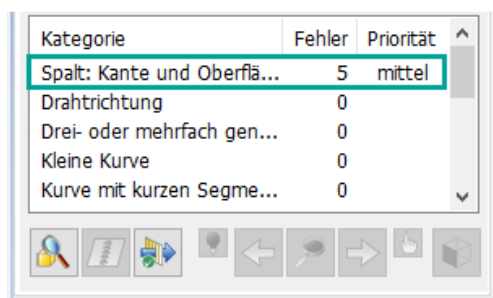 Kategorie Fehler Priorität
Spalt: Kante und Oberflä... 5 mittel
Drahtrichtung 0
Drei- oder mehrfach gen... 0
Kleine Kurve 0
Kurve mit kurzen Segme... 0